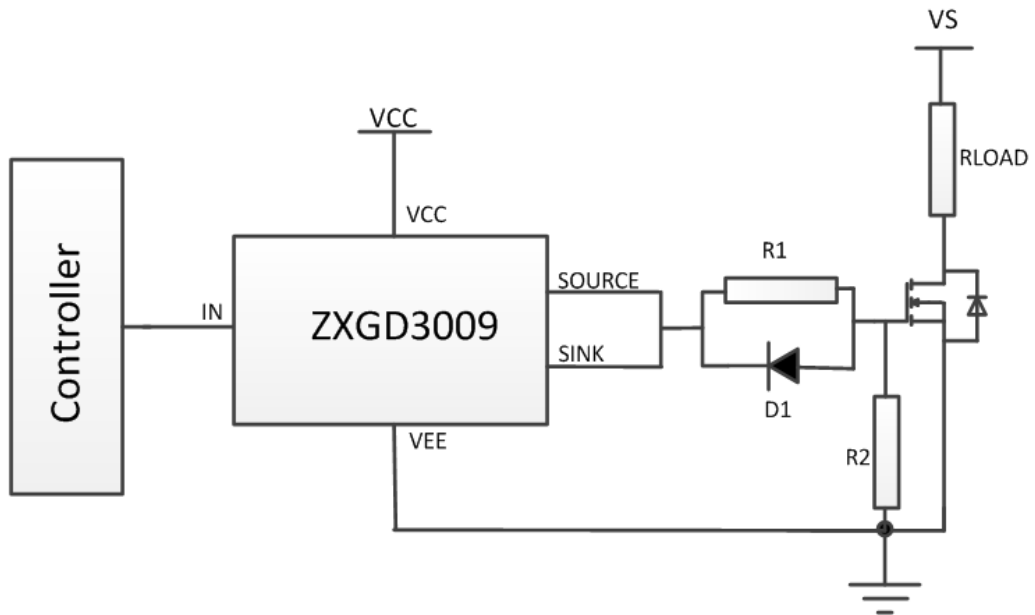 VS
VCC
RLOAD
VCC
Controller
IN
ZXGD3009
SOURCE
SINK
R1
D1
VEE
R2